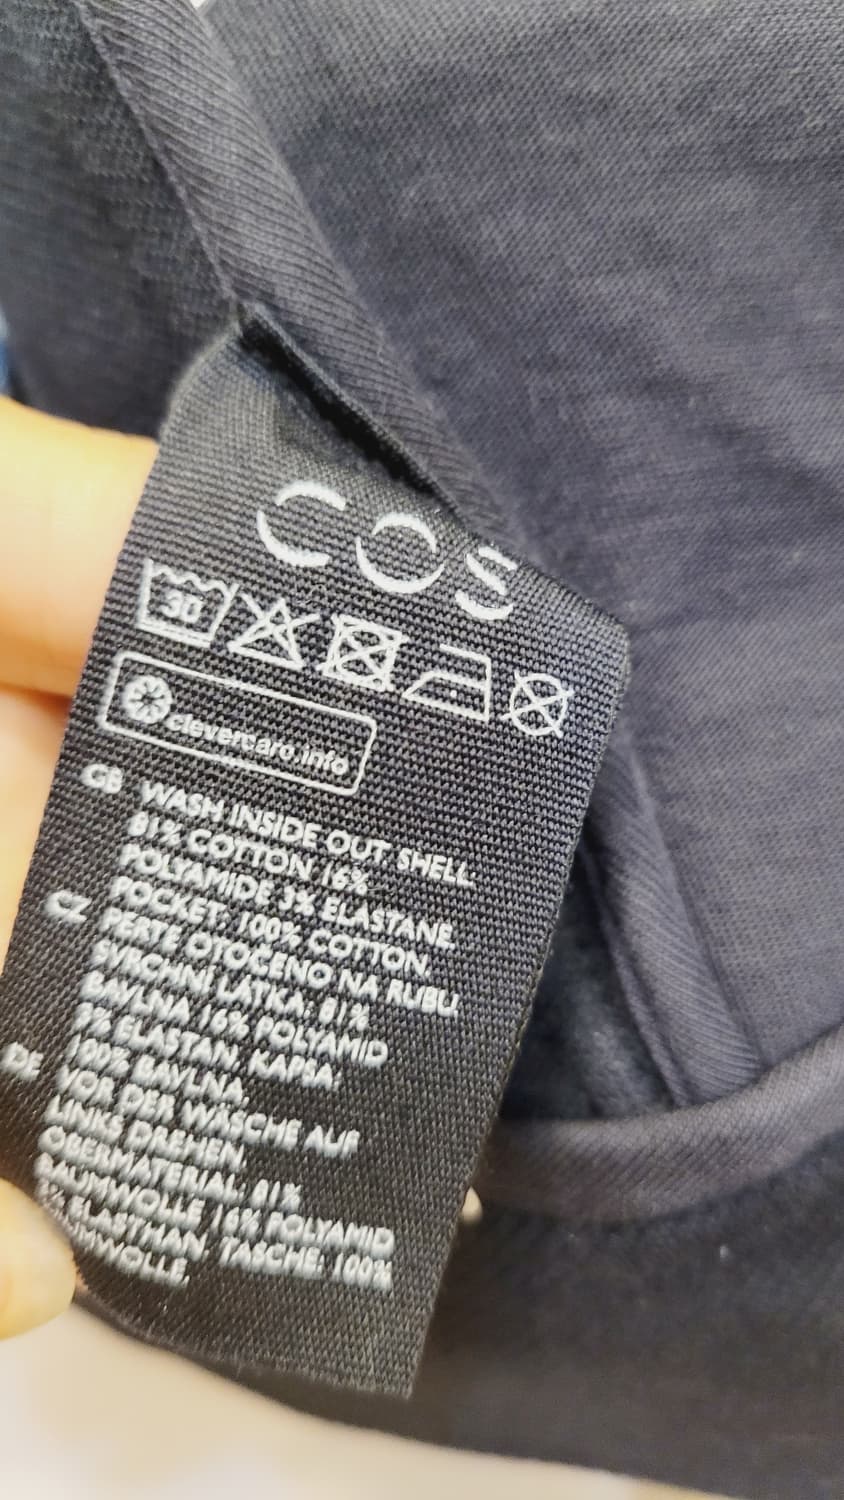 COS
30
clevercare.info
GB WASH INSIDE OUT SHELL:
81% COTTON 16%
POLYAMIDE 3% ELASTANE.
POCKET: 100% COTTON.
CZ PERTE OTOČENO NA RUBU.
SVRCHNÍ LÁTKA: 81%
BAVLNA 16% POLYAMID
3% ELASTAN. KAPSA:
100% BAVLNA.
DE VOR DER WÄSCHE AUF
LINKS DREHEN.
OBERMATERIAL: 81%
BAUMWOLLE 16% POLYAMID
3% ELASTHAN. TASCHE: 100%
BAUMWOLLE.